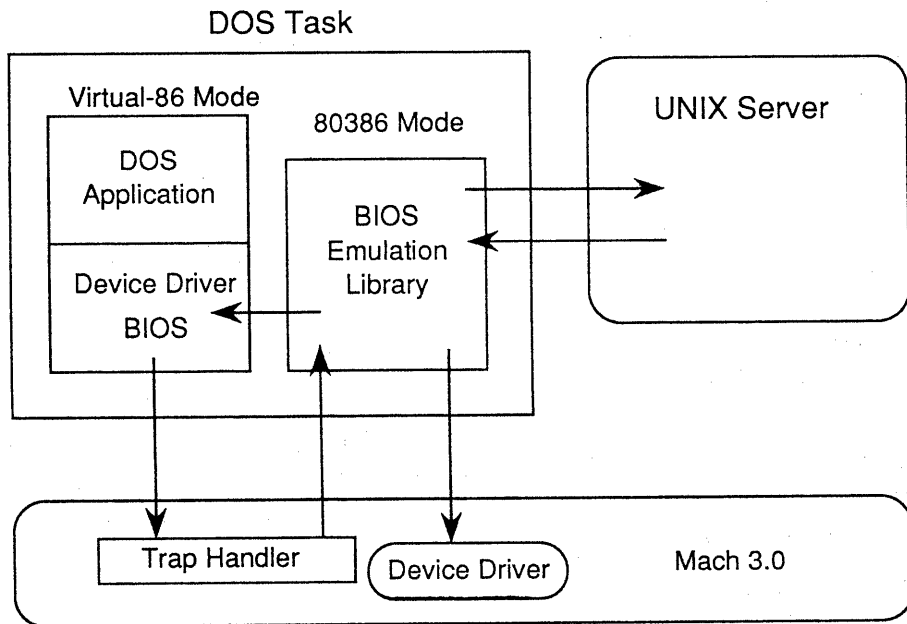 DOS Task
Virtual-86 Mode
80386 Mode
UNIX Server
DOS
Application
BIOS
Emulation
Library
Device Driver
BIOS
Trap Handler
Device Driver
Mach 3.0